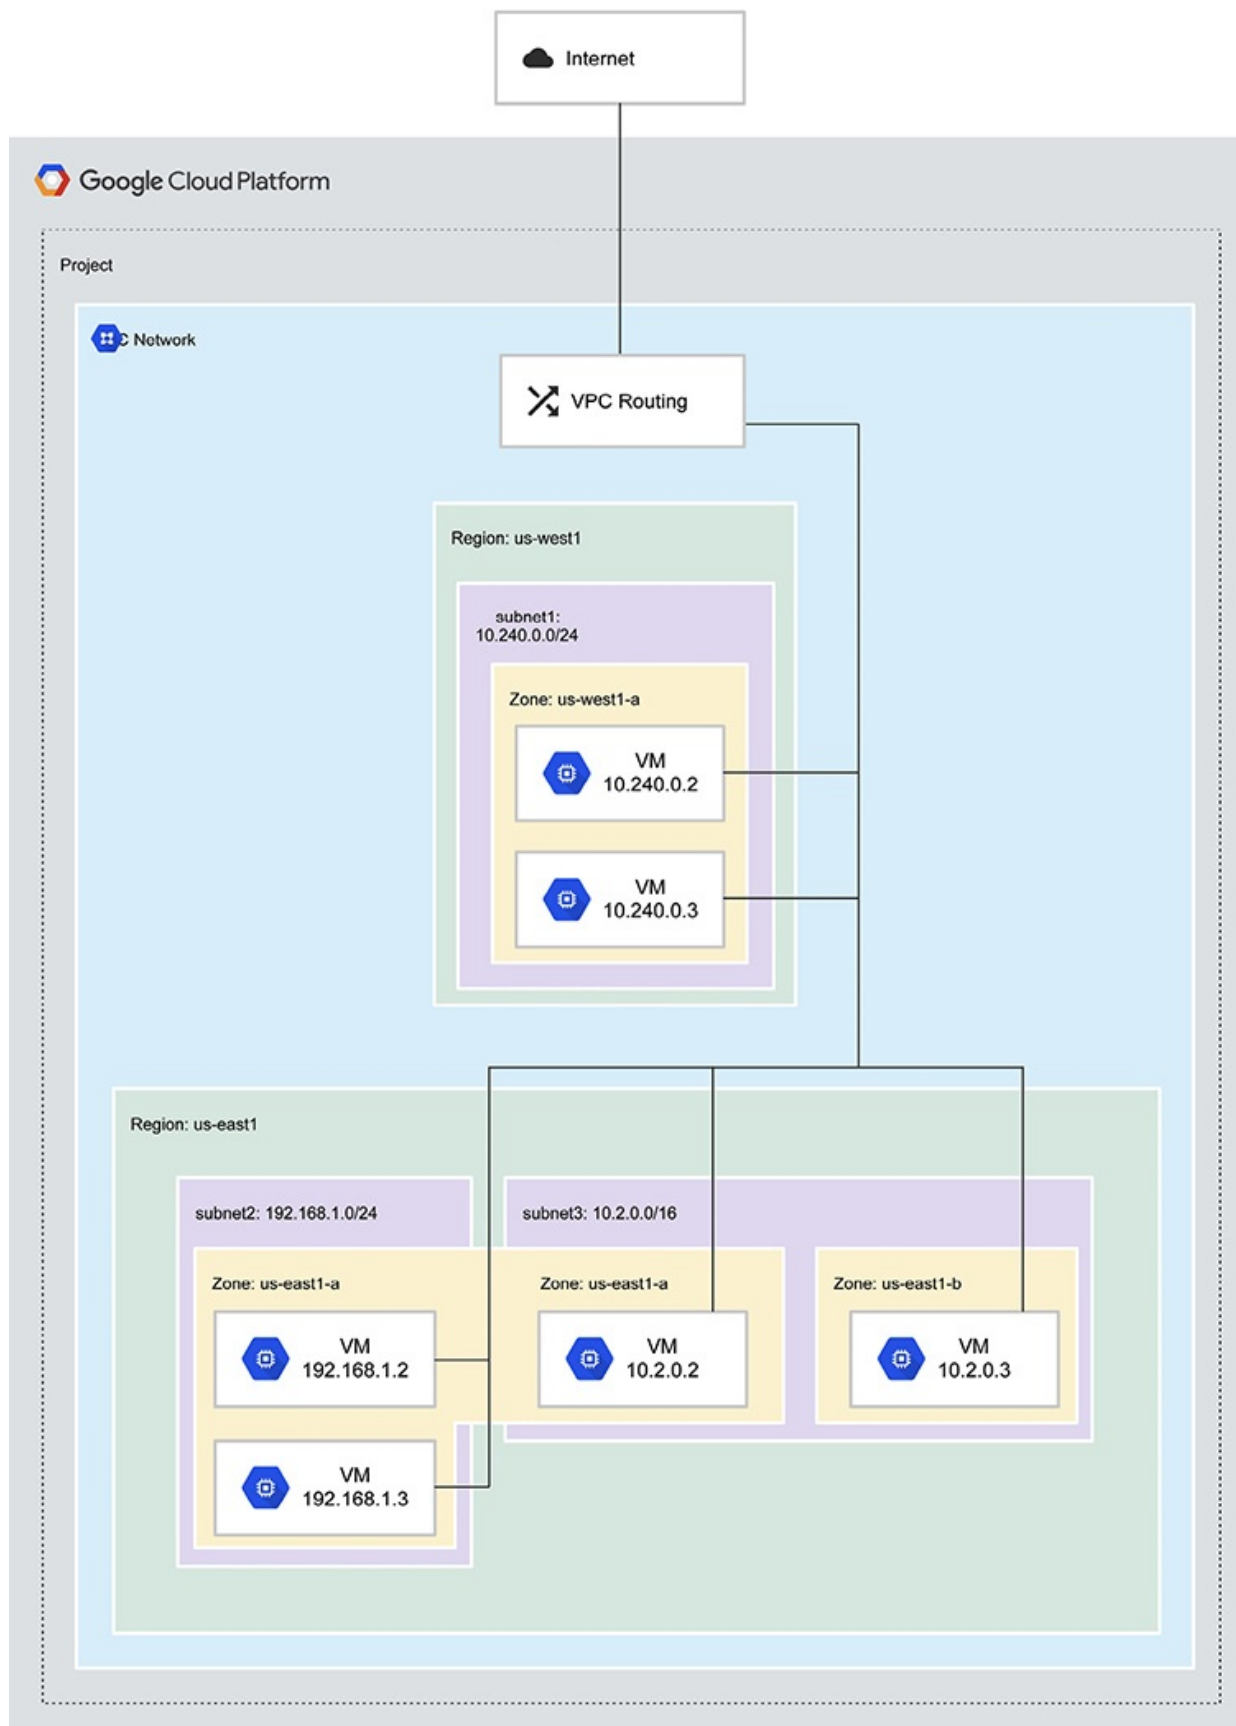 Internet
Google Cloud Platform
Project
C Network
VPC Routing
Region: us-west1
subnet1:
10.240.0.0/24
Zone: us-west1-a
VM
10.240.0.2
VM
10.240.0.3
Region: us-east1
subnet2: 192.168.1.0/24
subnet3: 10.2.0.0/16
Zone: us-east1-a
Zone: us-east1-a
Zone: us-east1-b
VM
192.168.1.2
VM
10.2.0.2
VM
10.2.0.3
VM
192.168.1.3